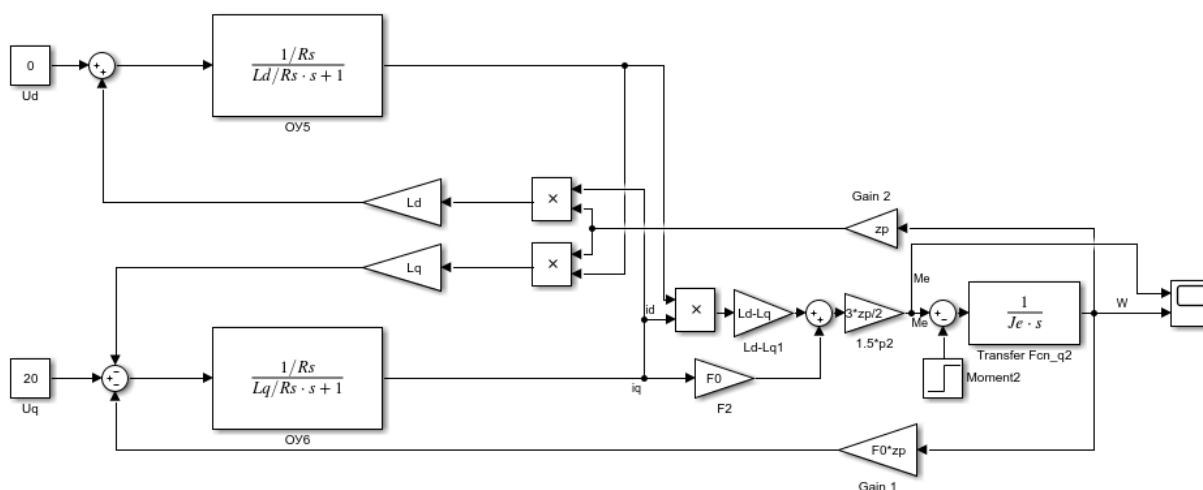 0
+
+
1/Rs
Ld/Rs · s + 1
Ud
ОУ5
Ld
×
Gain 2
zp
Lq
×
Me
id
×
Ld-Lq
+
+
3*zp/2
Me
+
−
1
Je · s
W
Ld-Lq1
1.5*p2
Transfer Fcn_q2
20
−
+
−
1/Rs
Lq/Rs · s + 1
iq
F0
Moment2
Uq
F2
ОУ6
F0*zp
Gain 1